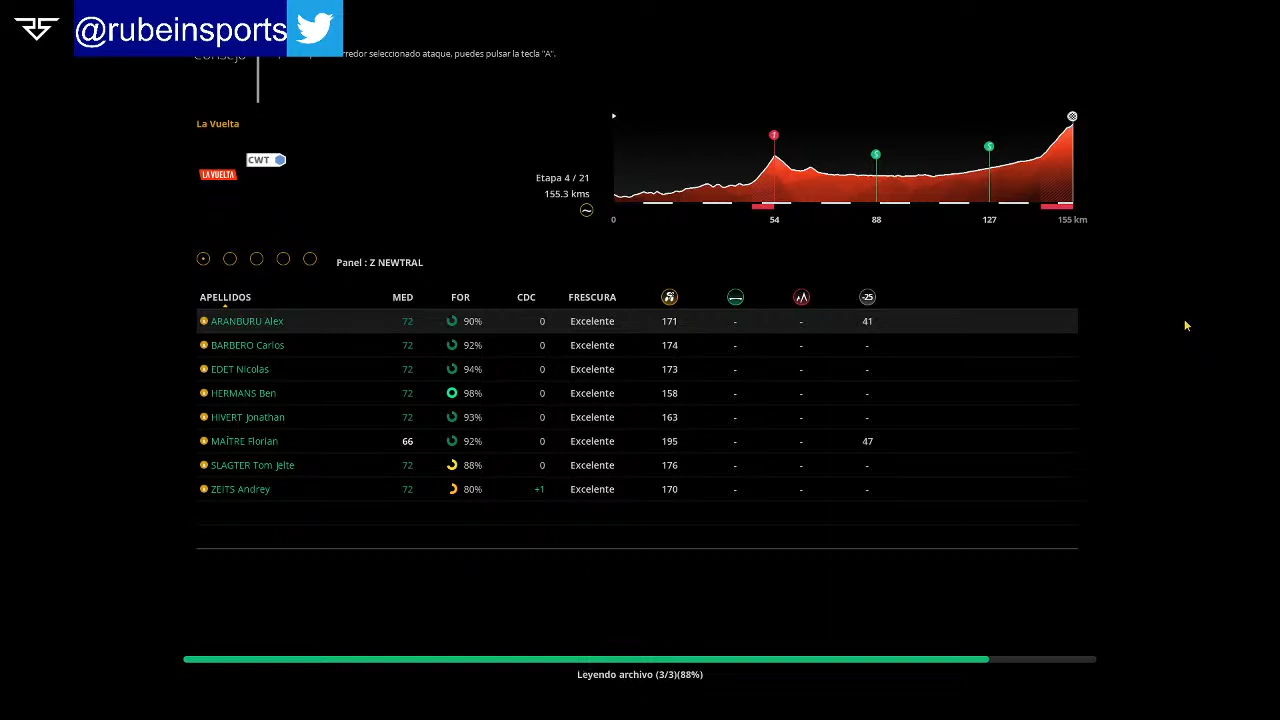 @rubeinsports
Consejo
rredor seleccionado ataque, puedes pulsar la tecla "A".
La Vuelta
CWT
LA VUELTA
Etapa 4 / 21
155.3 kms
T
S
S
0 54 88 127 155 km
Panel : Z NEWTRAL
APELLIDOS MED FOR CDC FRESCURA -25
ARANBURU Alex 72 90% 0 Excelente 171 - - 41
BARBERO Carlos 72 92% 0 Excelente 174 - - -
EDET Nicolas 72 94% 0 Excelente 173 - - -
HERMANS Ben 72 98% 0 Excelente 158 - - -
HIVERT Jonathan 72 93% 0 Excelente 163 - - -
MAÎTRE Florian 66 92% 0 Excelente 195 - - 47
SLAGTER Tom Jelte 72 88% 0 Excelente 176 - - -
ZEITS Andrey 72 80% +1 Excelente 170 - - -
Leyendo archivo (3/3)(88%)